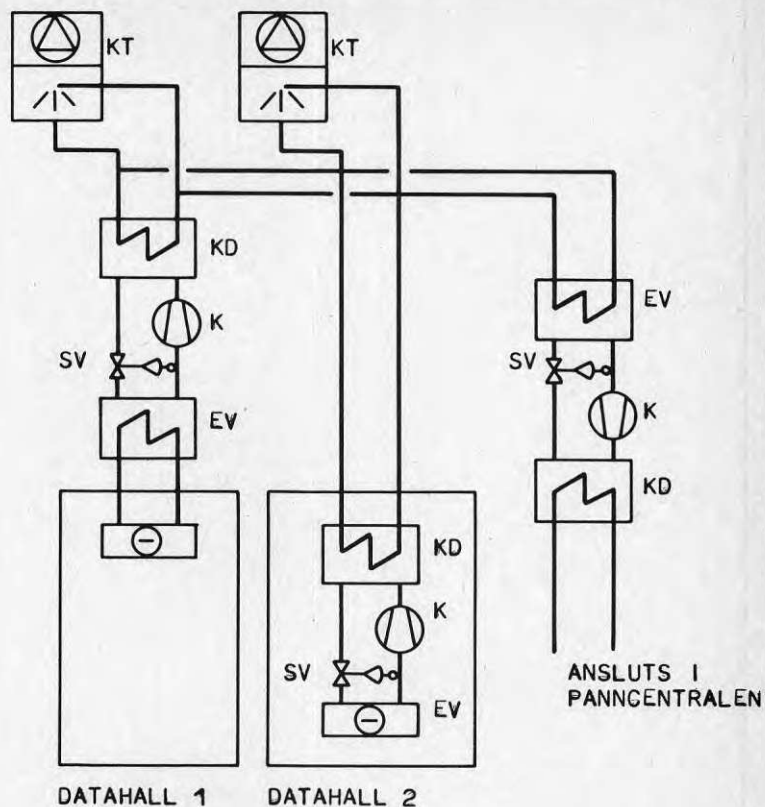 KT
KT
KD
K
SV
EV
EV
SV
K
KD
KD
K
SV
EV
ANSLUTS I
PANNCENTRALEN
DATAHALL 1
DATAHALL 2